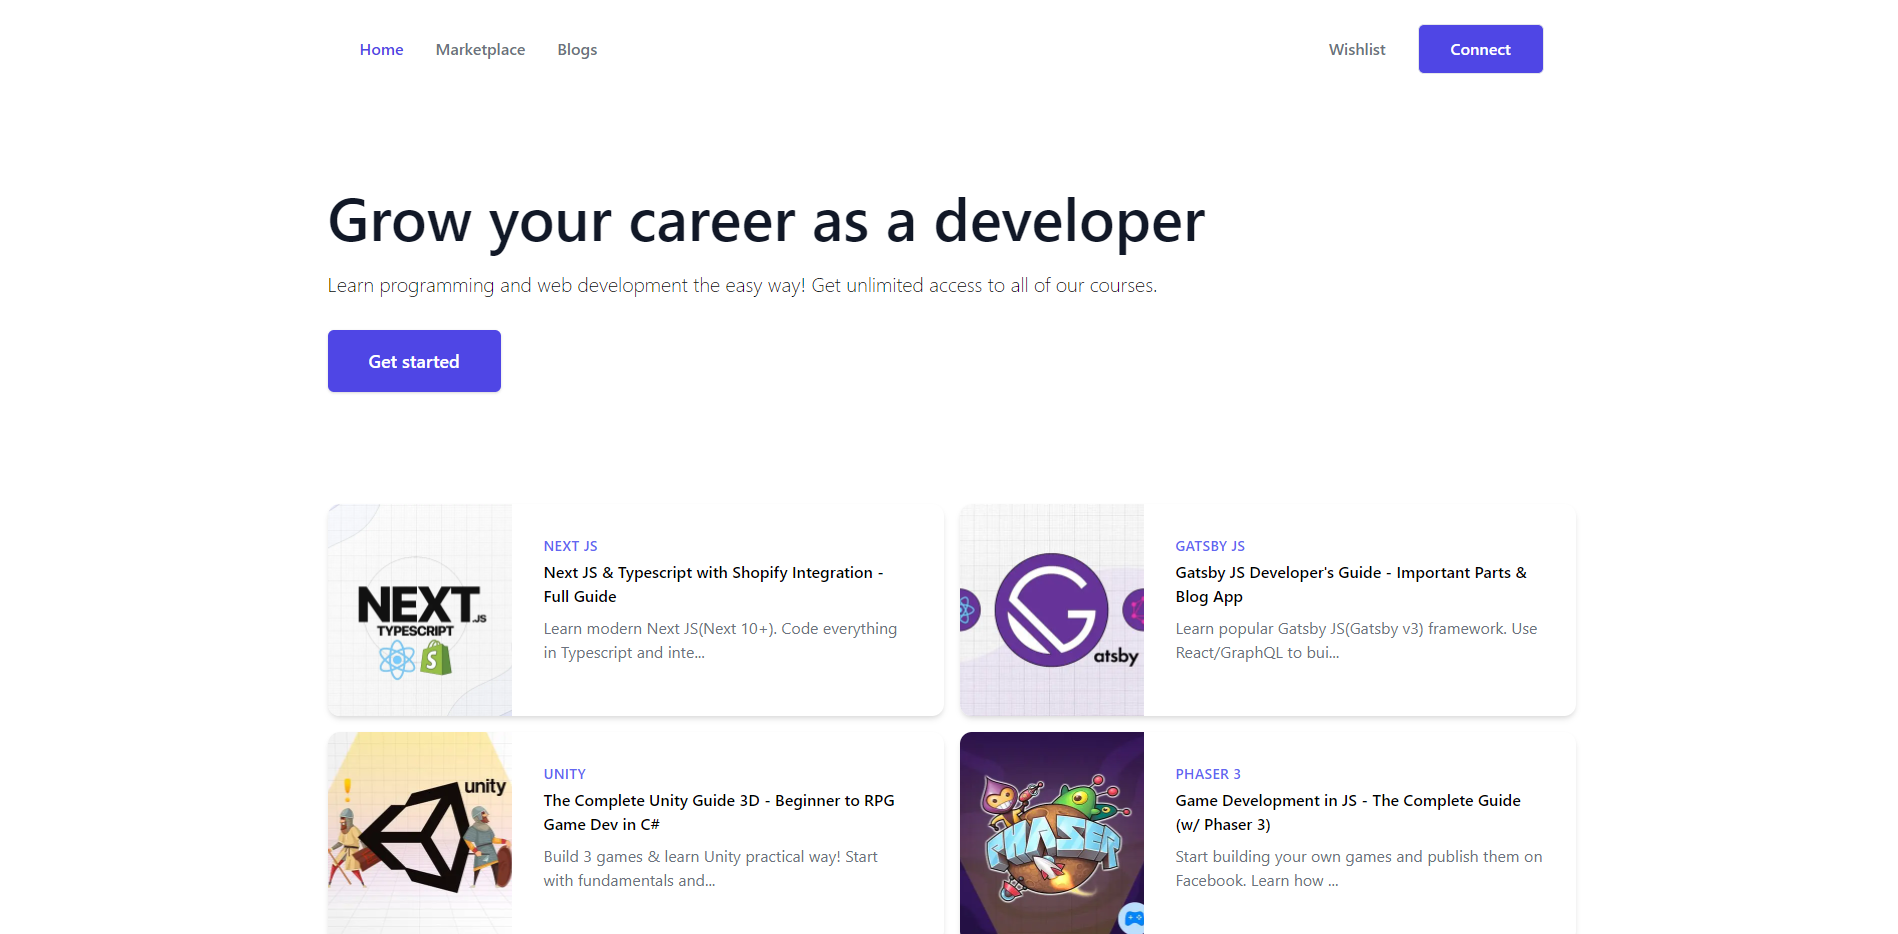 Home Marketplace Blogs Wishlist Connect
Grow your career as a developer
Learn programming and web development the easy way! Get unlimited access to all of our courses.
Get started
NEXT.JS
TYPESCRIPT
S
NEXT JS
Next JS & Typescript with Shopify Integration -
Full Guide
Learn modern Next JS(Next 10+). Code everything
in Typescript and inte...
atsby
GATSBY JS
Gatsby JS Developer's Guide - Important Parts &
Blog App
Learn popular Gatsby JS(Gatsby v3) framework. Use
React/GraphQL to bui...
unity
UNITY
The Complete Unity Guide 3D - Beginner to RPG
Game Dev in C#
Build 3 games & learn Unity practical way! Start
with fundamentals and...
PHASER
PHASER 3
Game Development in JS - The Complete Guide
(w/ Phaser 3)
Start building your own games and publish them on
Facebook. Learn how ...